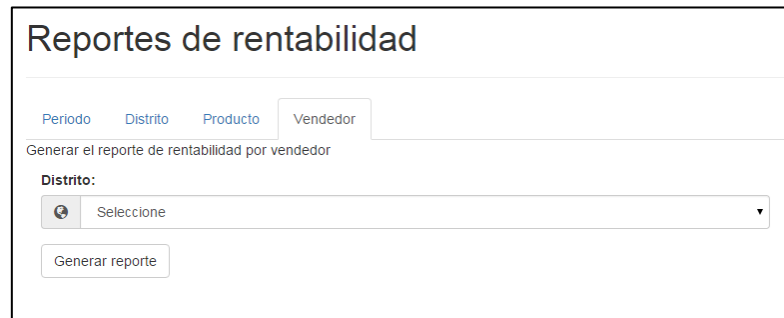 Reportes de rentabilidad
Periodo Distrito Producto Vendedor
Generar el reporte de rentabilidad por vendedor
Distrito:
Seleccione
Generar reporte